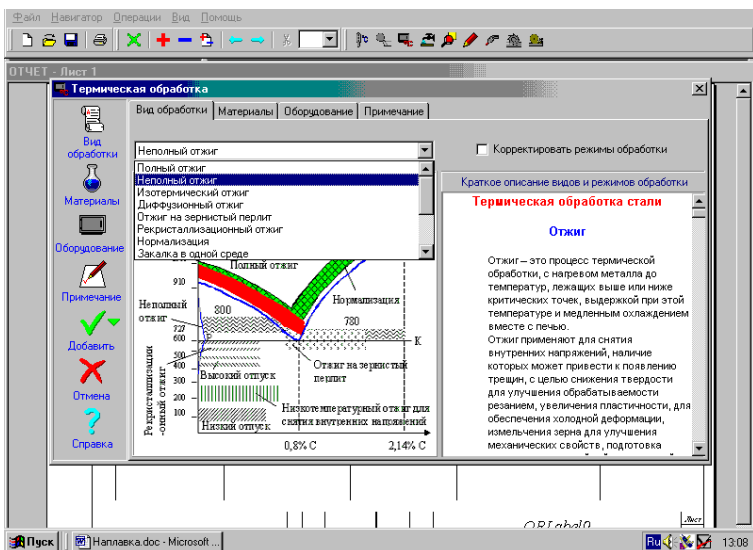 Файл Навигатор Операции Вид Помощь
ОТЧЕТ - Лист 1
Термическая обработка
Вид обработки Материалы Оборудование Примечание
Вид обработки
Материалы
Оборудование
Примечание
Добавить
Отмена
Справка
Неполный отжиг
Полный отжиг
Неполный отжиг
Изотермический отжиг
Диффузионный отжиг
Отжиг на зернистый перлит
Рекристаллизационный отжиг
Нормализация
Закалка в одной среде
Корректировать режимы обработки
Полный отжиг
910
Нормализация
Неполный
отжиг
800
780
727
600
P
K
500
400
300
200
100
Отжиг на зернистый
перлит
Высокий отпуск
Рекристаллизаци
-онный отжиг
Низкотемпературный отжиг для
снятия внутренних напряжений
Низкий отпуск
0,8% C
2,14% C
Краткое описание видов и режимов обработки
Термическая обработка стали
Отжиг
Отжиг – это процесс термической
обработки, с нагревом металла до
температур, лежащих выше или ниже
критических точек, выдержкой при этой
температуре и медленным охлаждением
вместе с печью.
Отжиг применяют для снятия
внутренних напряжений, наличие
которых может привести к появлению
трещин, с целью снижения твердости
для улучшения обрабатываемости
резанием, увеличения пластичности, для
обеспечения холодной деформации,
измельчения зерна для улучшения
механических свойств, подготовка
QRLabel0
Лист
Пуск
Наплавка.doc - Microsoft ...
Ru
13:08